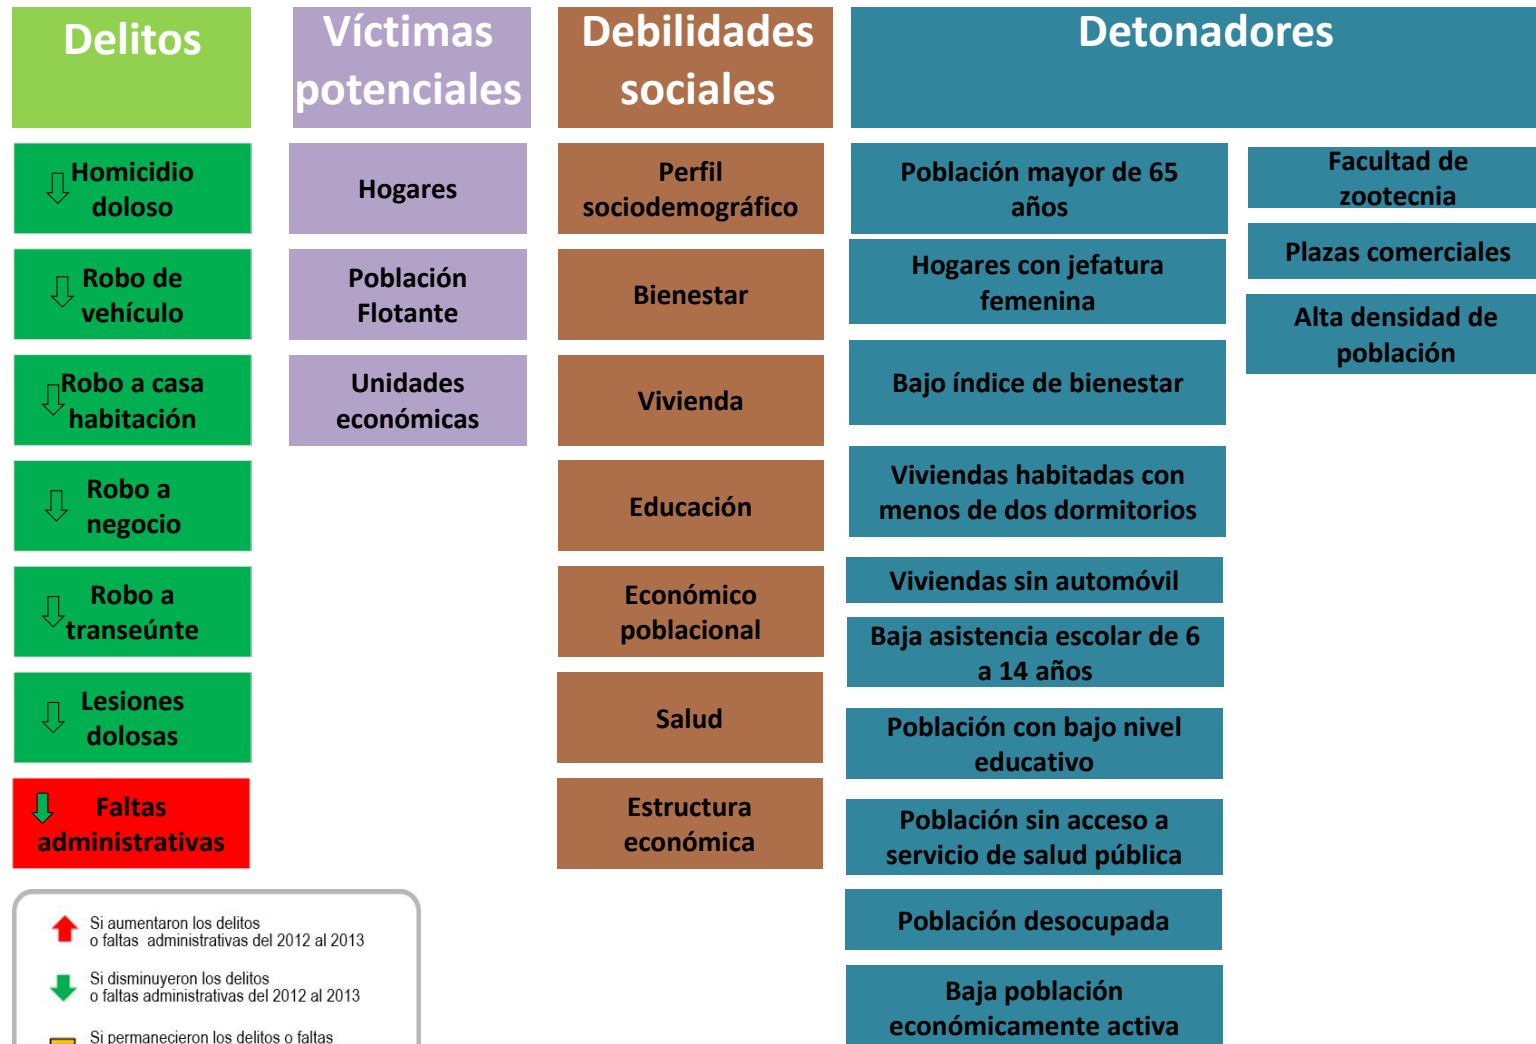 Delitos
Víctimas
potenciales
Debilidades
sociales
Detonadores
Homicidio
doloso
Robo de
vehículo
Robo a casa
habitación
Robo a
negocio
Robo a
transeúnte
Lesiones
dolosas
Faltas
administrativas
Hogares
Población
Flotante
Unidades
económicas
Perfil
sociodemográfico
Bienestar
Vivienda
Educación
Económico
poblacional
Salud
Estructura
económica
Población mayor de 65
años
Hogares con jefatura
femenina
Bajo índice de bienestar
Viviendas habitadas con
menos de dos dormitorios
Viviendas sin automóvil
Baja asistencia escolar de 6
a 14 años
Población con bajo nivel
educativo
Población sin acceso a
servicio de salud pública
Población desocupada
Baja población
económicamente activa
Facultad de
zootecnia
Plazas comerciales
Alta densidad de
población
Si aumentaron los delitos
o faltas administrativas del 2012 al 2013
Si disminuyeron los delitos
o faltas administrativas del 2012 al 2013
Si permanecieron los delitos o faltas